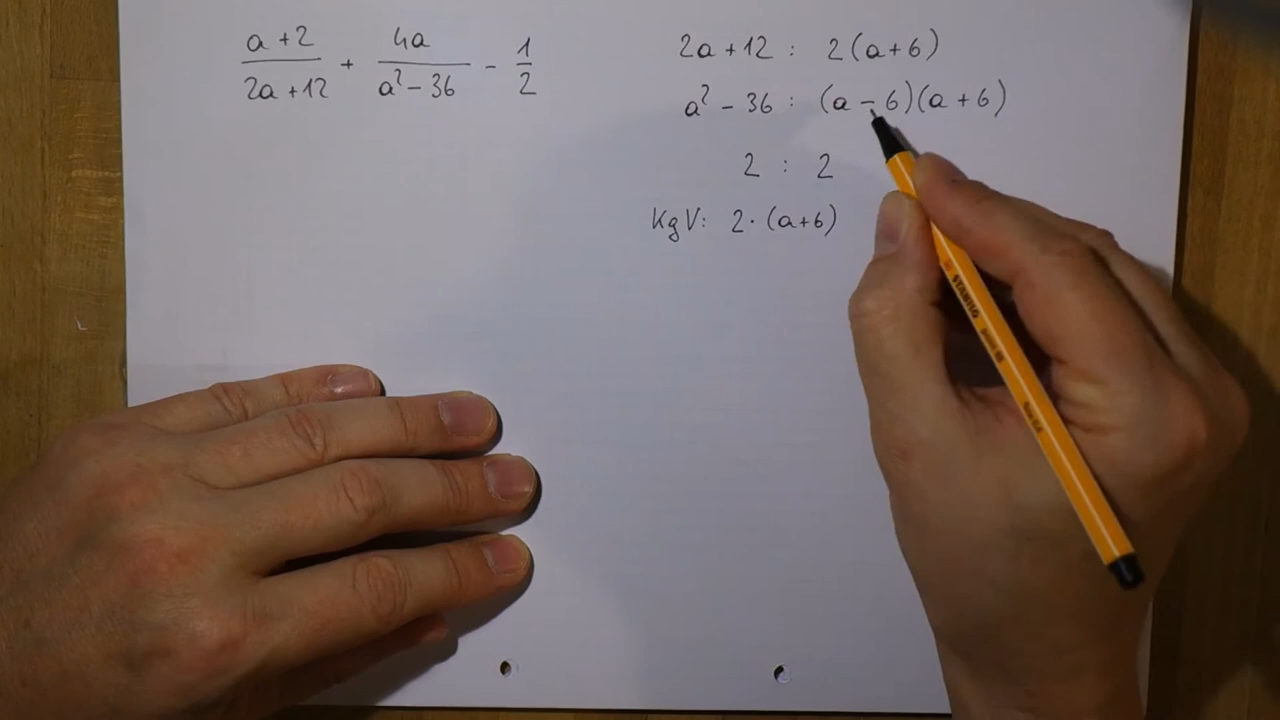 (a+2)/(2a+12) + 4a/(a²-36) - 1/2
2a+12 : 2(a+6)
a² - 36 : (a-6)(a+6)
2 : 2
KgV: 2·(a+6)
STABILO